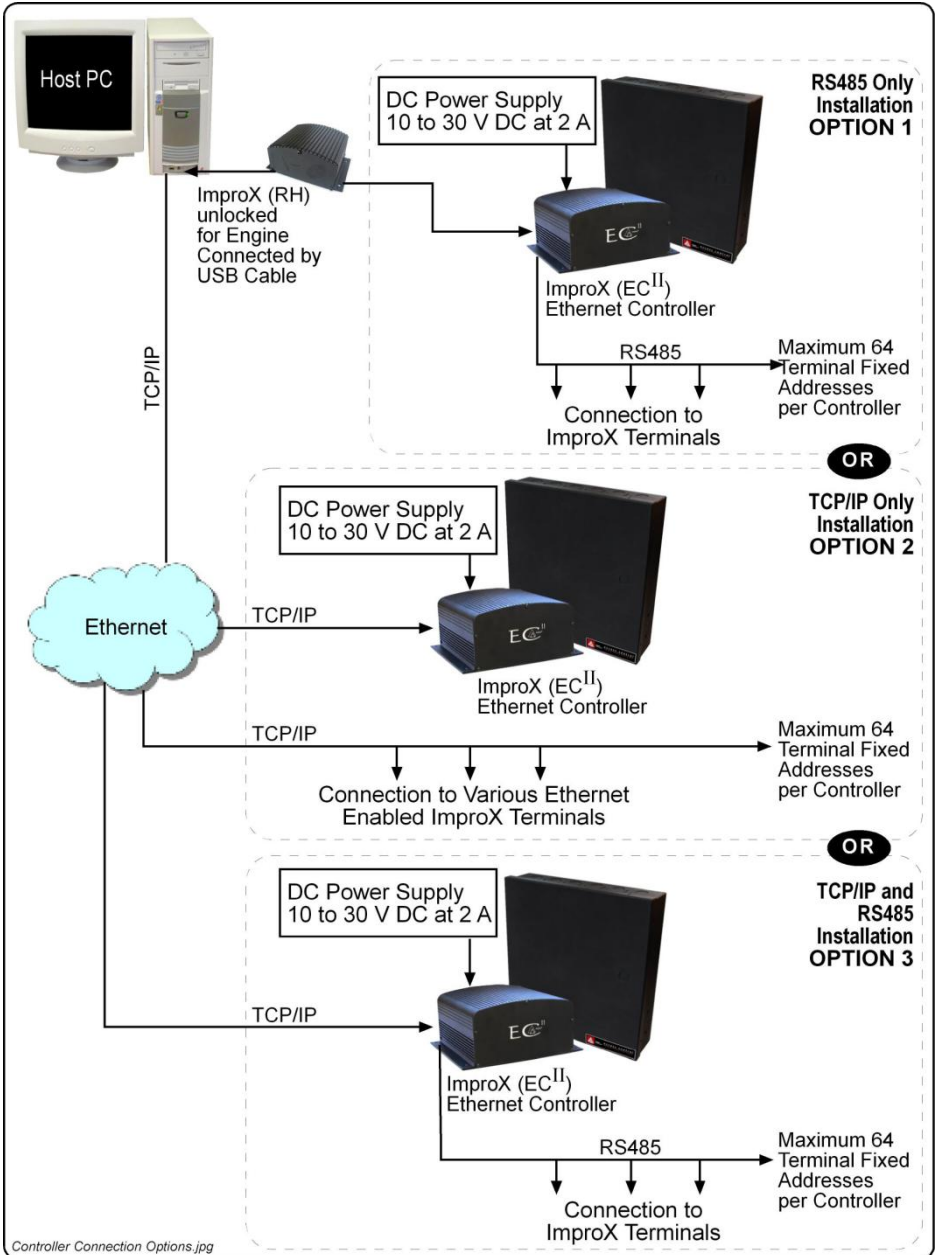 Host PC
ImproX (RH)
unlocked
for Engine
Connected by
USB Cable
TCP/IP
RS485 Only
Installation
OPTION 1
DC Power Supply
10 to 30 V DC at 2 A
EC II
ImproX (EC II)
Ethernet Controller
RS485
Maximum 64
Terminal Fixed
Addresses
per Controller
Connection to
ImproX Terminals
OR
TCP/IP Only
Installation
OPTION 2
DC Power Supply
10 to 30 V DC at 2 A
Ethernet
TCP/IP
EC II
ImproX (EC II)
Ethernet Controller
TCP/IP
Maximum 64
Terminal Fixed
Addresses
per Controller
Connection to Various Ethernet
Enabled ImproX Terminals
OR
TCP/IP and
RS485
Installation
OPTION 3
DC Power Supply
10 to 30 V DC at 2 A
TCP/IP
EC II
ImproX (EC II)
Ethernet Controller
RS485
Maximum 64
Terminal Fixed
Addresses
per Controller
Connection to
ImproX Terminals
Controller Connection Options.jpg